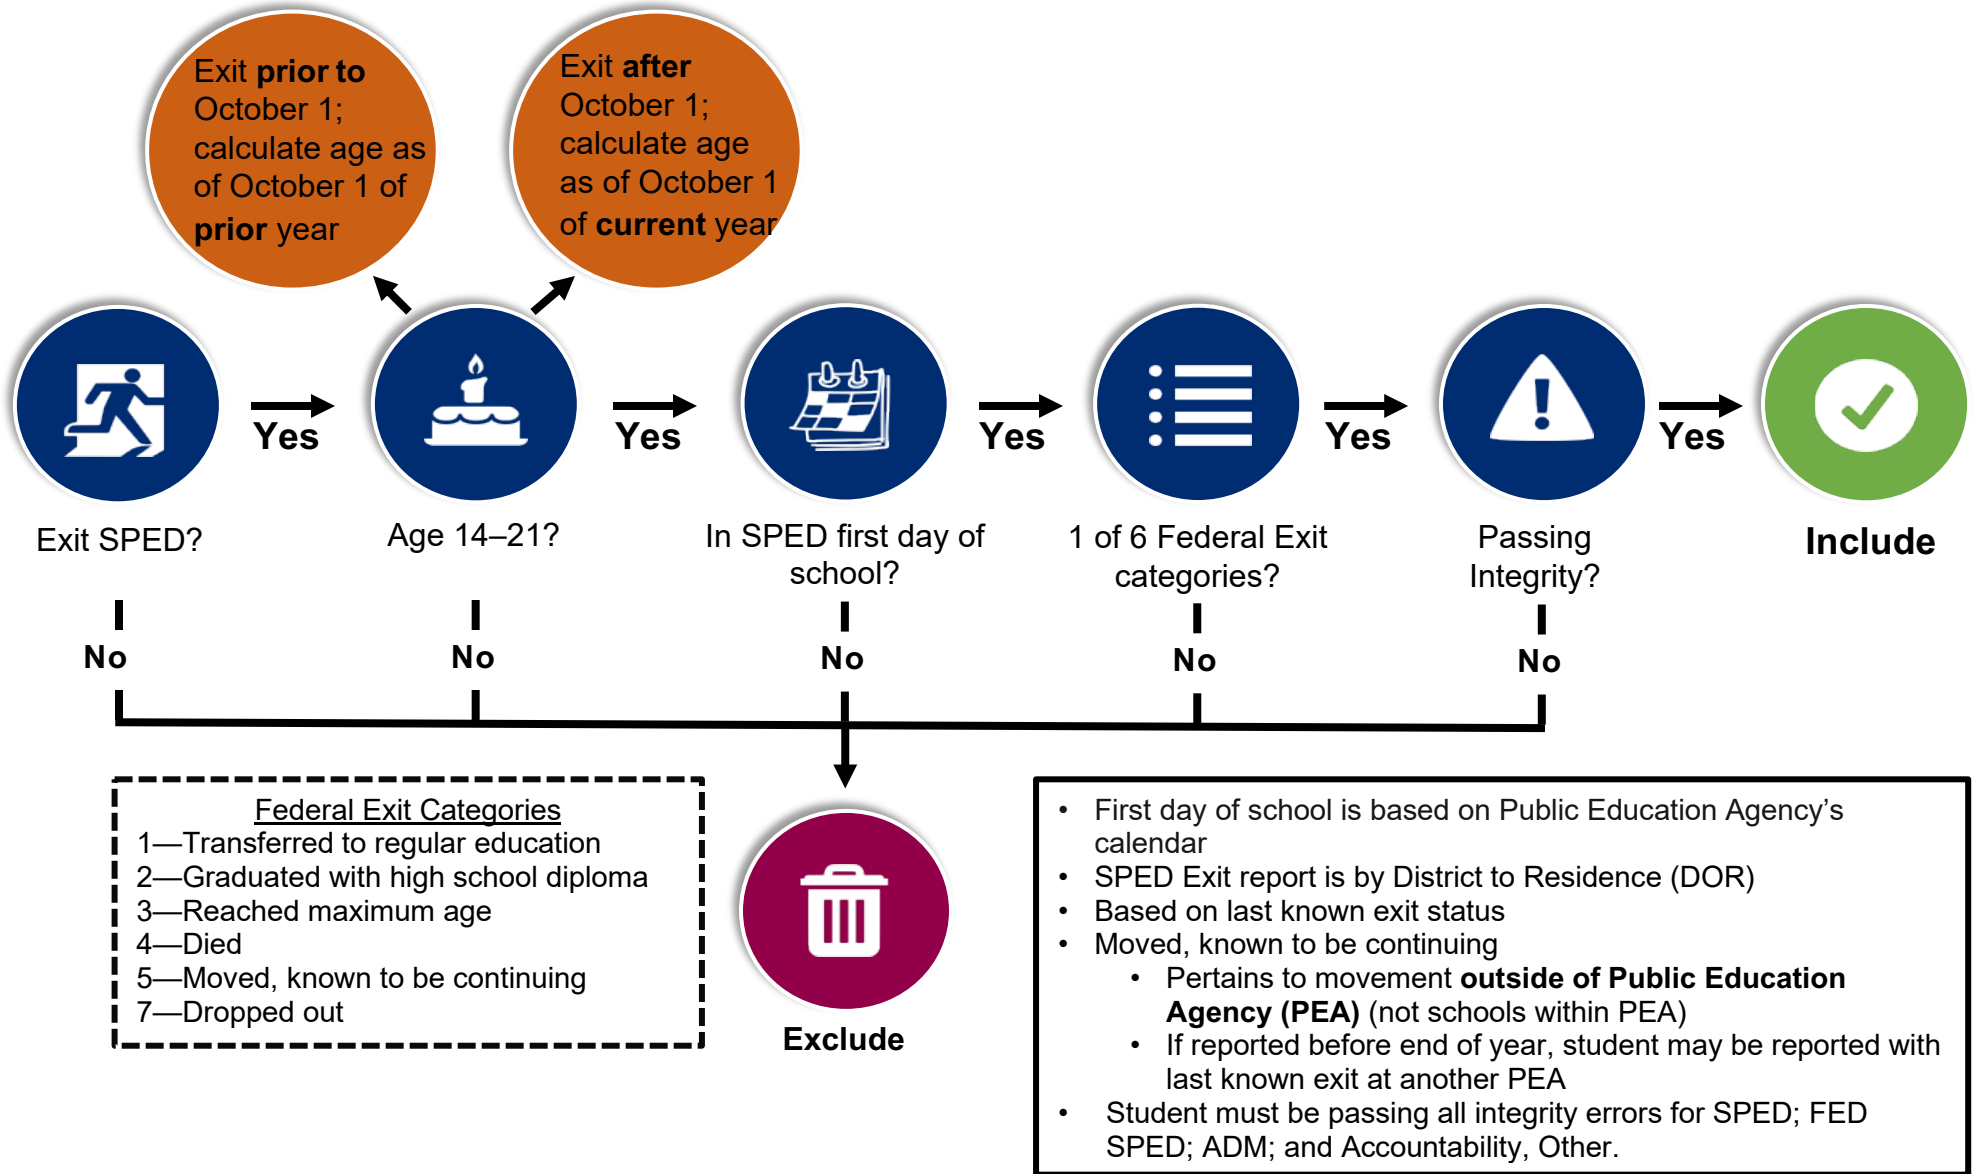 Exit prior to
October 1;
calculate age as
of October 1 of
prior year
Exit after
October 1;
calculate age
as of October 1
of current year
Yes
Yes
Yes
Yes
Yes
Exit SPED?
Age 14–21?
In SPED first day of
school?
1 of 6 Federal Exit
categories?
Passing
Integrity?
Include
No
No
No
No
No
Federal Exit Categories
1—Transferred to regular education
2—Graduated with high school diploma
3—Reached maximum age
4—Died
5—Moved, known to be continuing
7—Dropped out
Exclude
• First day of school is based on Public Education Agency’s
calendar
• SPED Exit report is by District to Residence (DOR)
• Based on last known exit status
• Moved, known to be continuing
• Pertains to movement outside of Public Education
Agency (PEA) (not schools within PEA)
• If reported before end of year, student may be reported with
last known exit at another PEA
• Student must be passing all integrity errors for SPED; FED
SPED; ADM; and Accountability, Other.